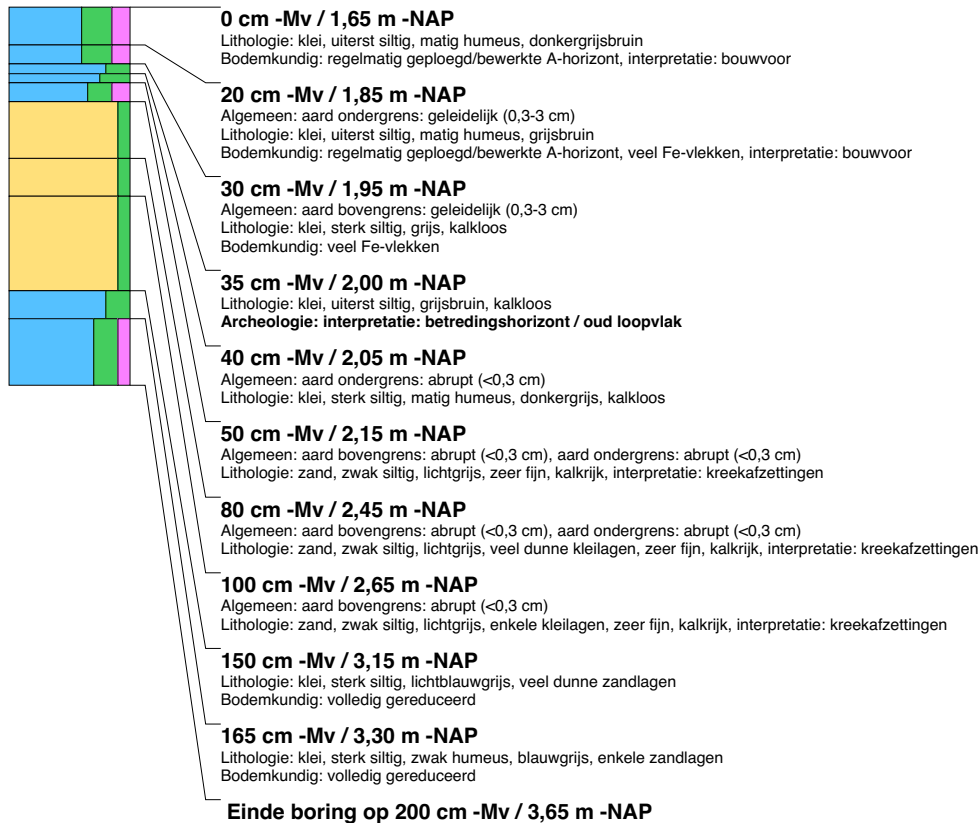 0 cm -Mv / 1,65 m -NAP
Lithologie: klei, uiterst siltig, matig humeus, donkergrijsbruin
Bodemkundig: regelmatig geploegd/bewerkte A-horizont, interpretatie: bouwvoor
20 cm -Mv / 1,85 m -NAP
Algemeen: aard ondergrens: geleidelijk (0,3-3 cm)
Lithologie: klei, uiterst siltig, matig humeus, grijsbruin
Bodemkundig: regelmatig geploegd/bewerkte A-horizont, veel Fe-vlekken, interpretatie: bouwvoor
30 cm -Mv / 1,95 m -NAP
Algemeen: aard bovengrens: geleidelijk (0,3-3 cm)
Lithologie: klei, sterk siltig, grijs, kalkloos
Bodemkundig: veel Fe-vlekken
35 cm -Mv / 2,00 m -NAP
Lithologie: klei, uiterst siltig, grijsbruin, kalkloos
Archeologie: interpretatie: betredingshorizont / oud loopvlak
40 cm -Mv / 2,05 m -NAP
Algemeen: aard ondergrens: abrupt (<0,3 cm)
Lithologie: klei, sterk siltig, matig humeus, donkergrijs, kalkloos
50 cm -Mv / 2,15 m -NAP
Algemeen: aard bovengrens: abrupt (<0,3 cm), aard ondergrens: abrupt (<0,3 cm)
Lithologie: zand, zwak siltig, lichtgrijs, zeer fijn, kalkrijk, interpretatie: kreekafzettingen
80 cm -Mv / 2,45 m -NAP
Algemeen: aard bovengrens: abrupt (<0,3 cm), aard ondergrens: abrupt (<0,3 cm)
Lithologie: zand, zwak siltig, lichtgrijs, veel dunne kleilagen, zeer fijn, kalkrijk, interpretatie: kreekafzettingen
100 cm -Mv / 2,65 m -NAP
Algemeen: aard bovengrens: abrupt (<0,3 cm)
Lithologie: zand, zwak siltig, lichtgrijs, enkele kleilagen, zeer fijn, kalkrijk, interpretatie: kreekafzettingen
150 cm -Mv / 3,15 m -NAP
Lithologie: klei, sterk siltig, lichtblauwgrijs, veel dunne zandlagen
Bodemkundig: volledig gereduceerd
165 cm -Mv / 3,30 m -NAP
Lithologie: klei, sterk siltig, zwak humeus, blauwgrijs, enkele zandlagen
Bodemkundig: volledig gereduceerd
Einde boring op 200 cm -Mv / 3,65 m -NAP